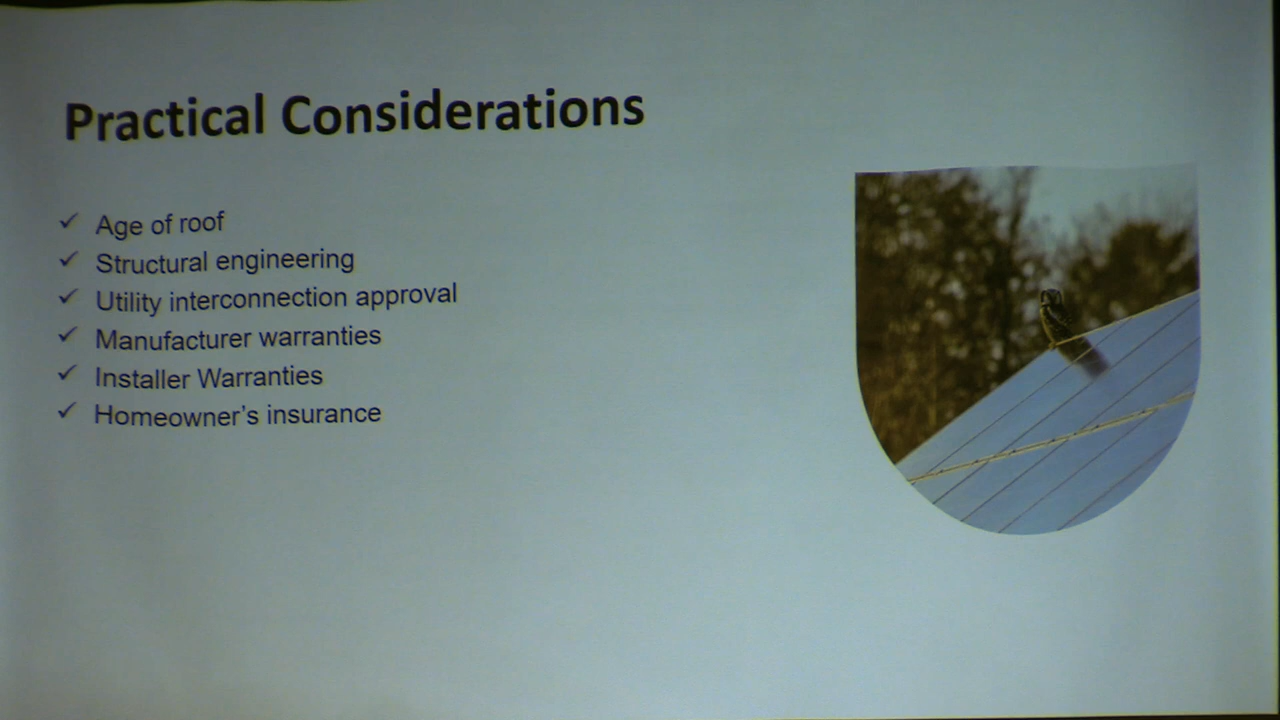 Practical Considerations
✓ Age of roof
✓ Structural engineering
✓ Utility interconnection approval
✓ Manufacturer warranties
✓ Installer Warranties
✓ Homeowner’s insurance